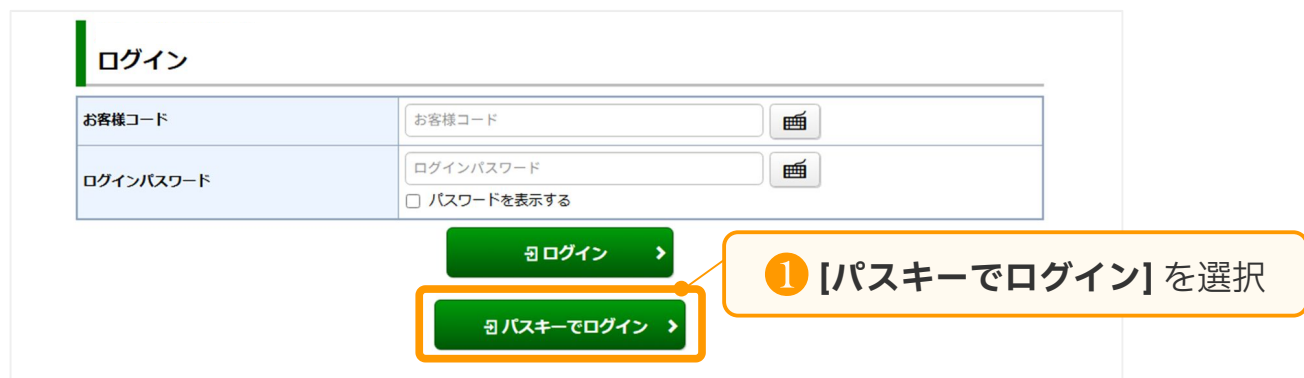 ログイン
お客様コード
お客様コード
ログインパスワード
ログインパスワード
パスワードを表示する
ログイン
❶ [パスキーでログイン] を選択
パスキーでログイン